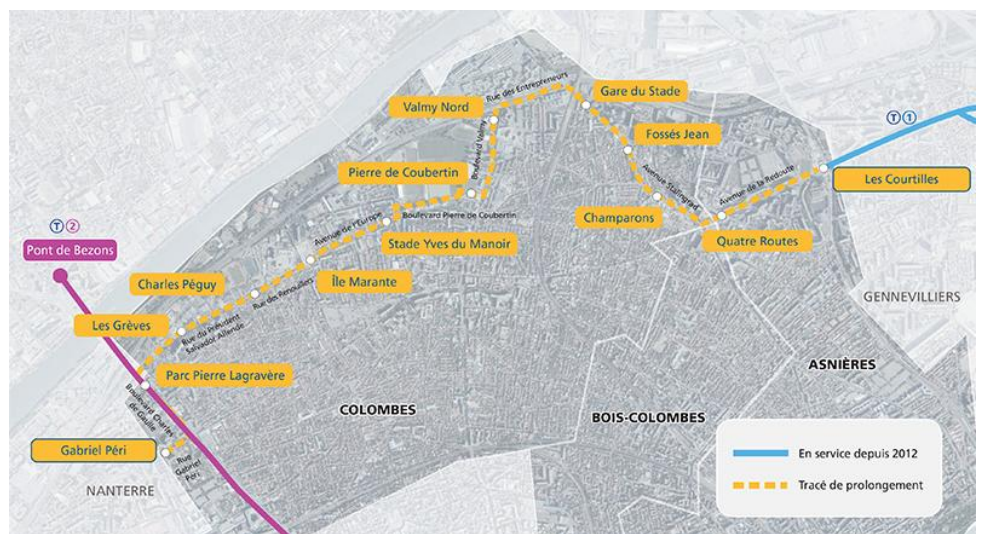 Rue des Entrepreneurs
Gare du Stade
Valmy Nord
T 1
Fossés Jean
Boulevard Valmy
Pierre de Coubertin
Avenue Stalingrad
Avenue de la Redoute
Les Courtilles
Champarons
Boulevard Pierre de Coubertin
Avenue de l'Europe
T 2
Pont de Bezons
Stade Yves du Manoir
Quatre Routes
Charles Péguy
Île Marante
Rue des Renouillers
GENNEVILLIERS
Les Grèves
Rue du Président
Salvador Allende
Parc Pierre Lagravère
ASNIÈRES
Boulevard Charles
de Gaulle
COLOMBES
BOIS-COLOMBES
Gabriel Péri
Rue
Gabriel
Péri
En service depuis 2012
NANTERRE
Tracé de prolongement